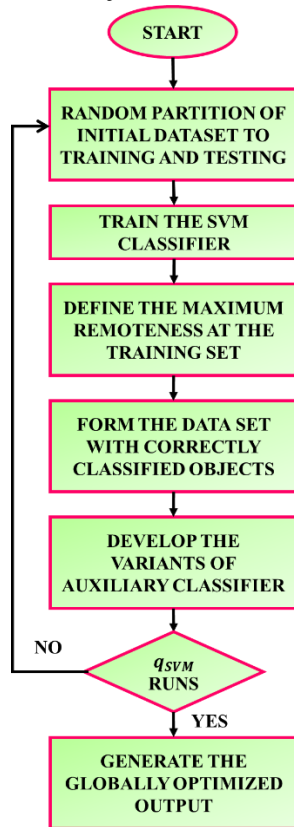 START
RANDOM PARTITION OF
INITIAL DATASET TO
TRAINING AND TESTING
TRAIN THE SVM
CLASSIFIER
DEFINE THE MAXIMUM
REMOTENESS AT THE
TRAINING SET
FORM THE DATA SET
WITH CORRECTLY
CLASSIFIED OBJECTS
DEVELOP THE
VARIANTS OF
AUXILIARY CLASSIFIER
NO
q_{SVM}
RUNS
YES
GENERATE THE
GLOBALLY OPTIMIZED
OUTPUT